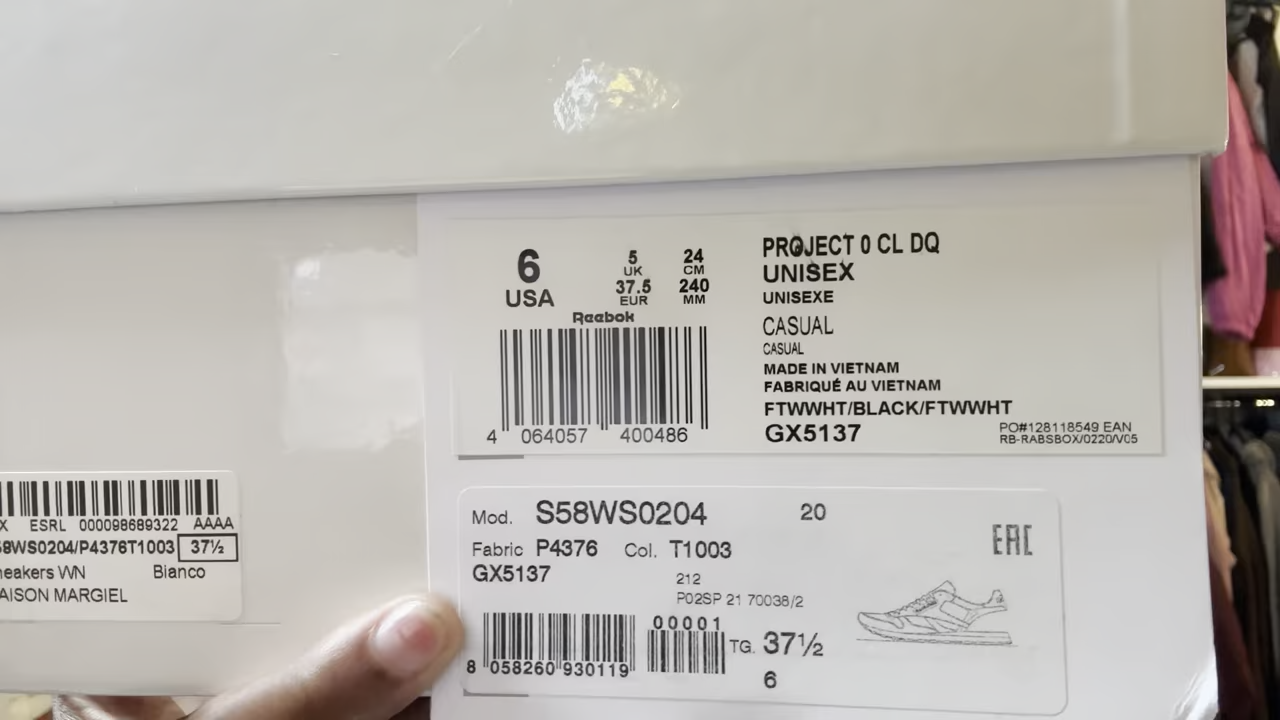 6
USA
5
UK
37.5
EUR
24
CM
240
MM
Reebok
4 064057 400486
PROJECT 0 CL DQ
UNISEX
UNISEXE
CASUAL
CASUAL
MADE IN VIETNAM
FABRIQUÉ AU VIETNAM
FTWWHT/BLACK/FTWWHT
GX5137
PO#128118549 EAN
RB-RABSBOX/0220/V05
X ESRL 000098689322 AAAA
8WS0204/P4376T1003 37½
neakers WN Bianco
AISON MARGIEL
Mod. S58WS0204 20
Fabric P4376 Col. T1003
GX5137
212
P02SP 21 70038/2
EAC
8 058260 930119
00001
TG. 37½
6